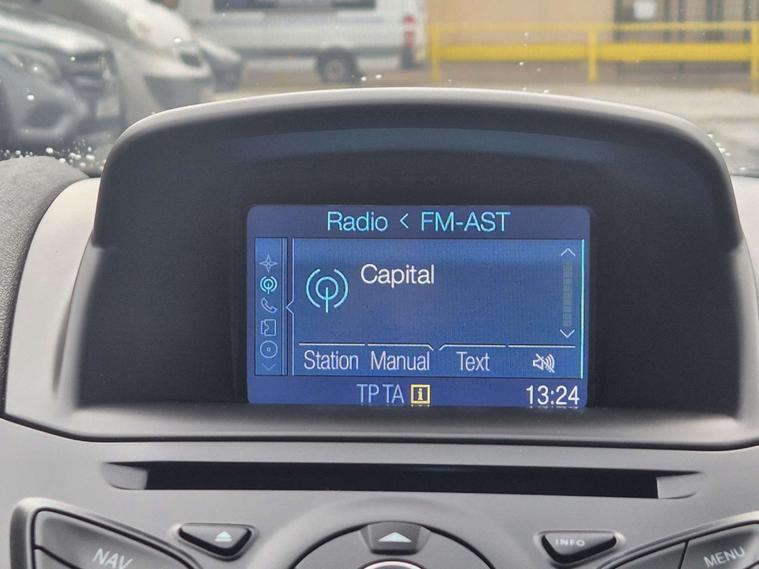 Radio < FM-AST
Capital
Station Manual Text
TP TA i 13:24
INFO
NAV MENU